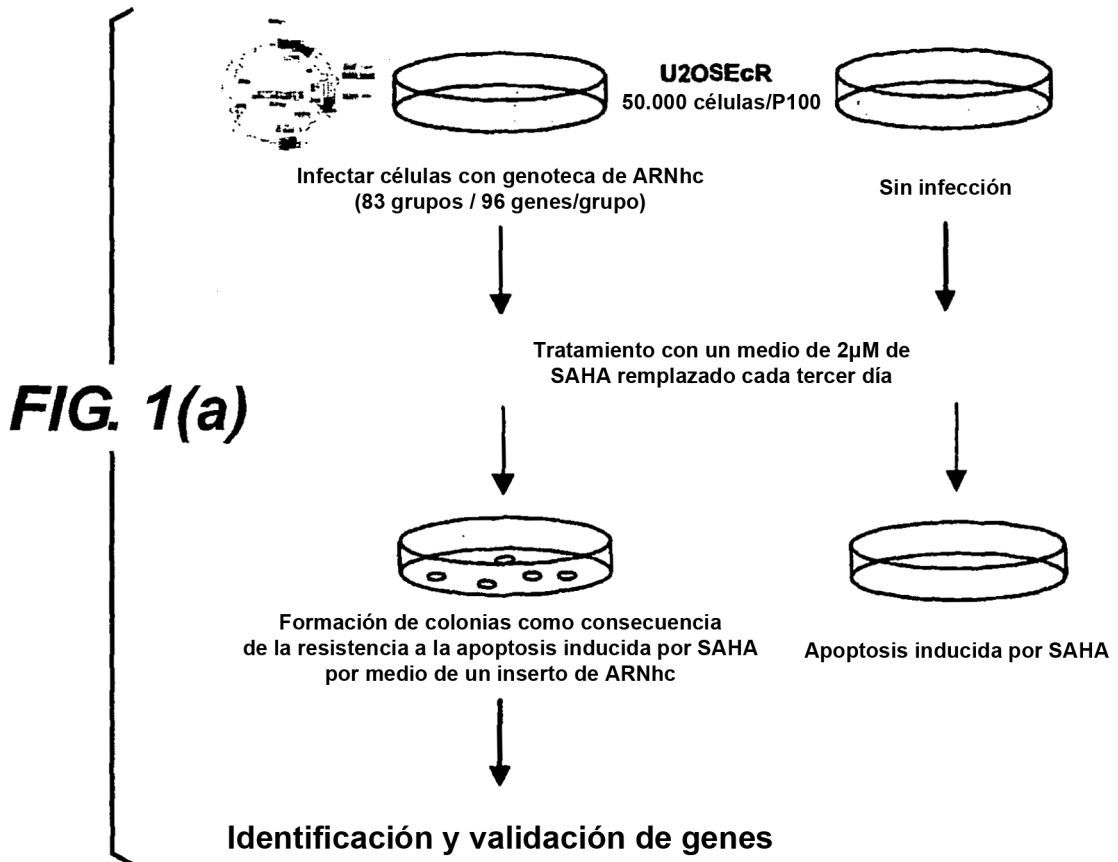 U2OSEcR
50.000 células/P100
Infectar células con genoteca de ARNhc
(83 grupos / 96 genes/grupo)
Sin infección
Tratamiento con un medio de 2µM de
SAHA remplazado cada tercer día
FIG. 1(a)
Formación de colonias como consecuencia
de la resistencia a la apoptosis inducida por SAHA
por medio de un inserto de ARNhc
Apoptosis inducida por SAHA
Identificación y validación de genes